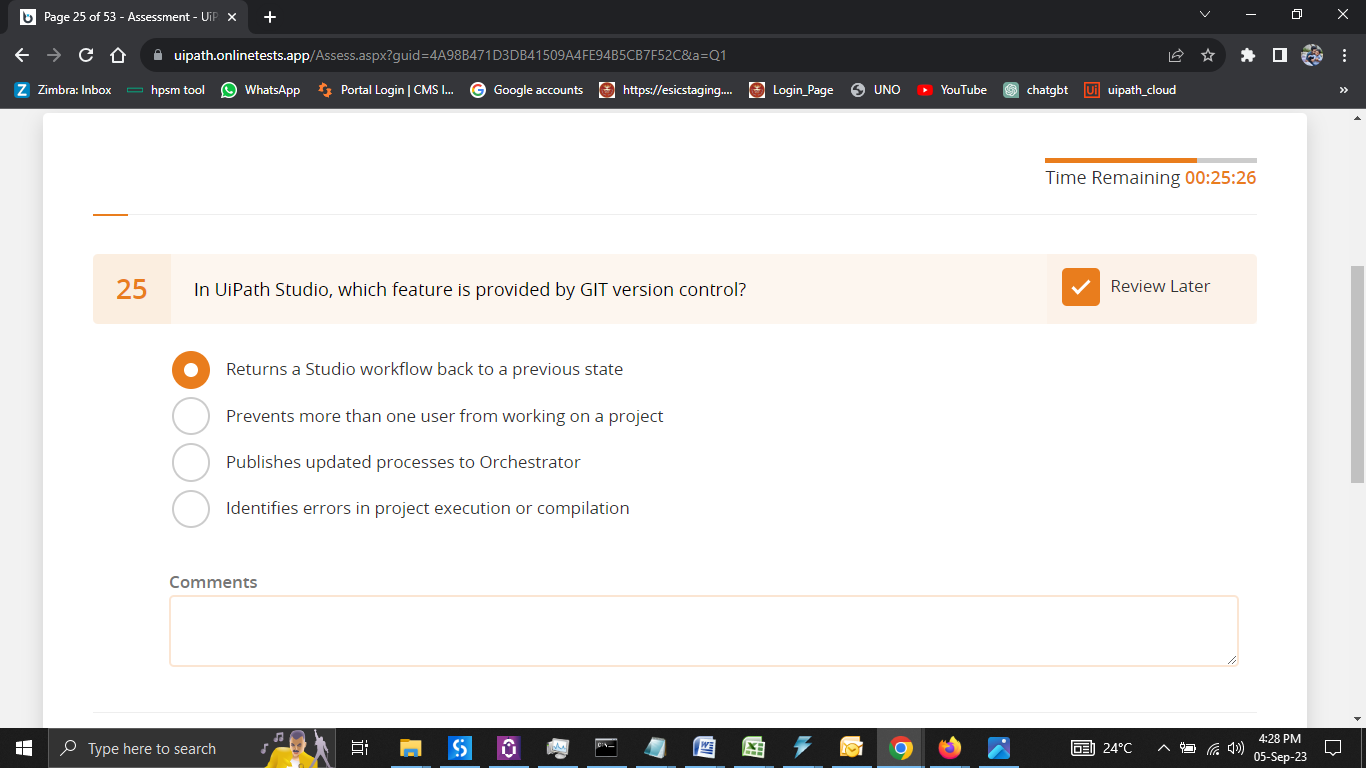 Page 25 of 53 - Assessment - UiP
uipath.onlinetests.app/Assess.aspx?guid=4A98B471D3DB41509A4FE94B5CB7F52C&a=Q1
Zimbra: Inbox
hpsm tool
WhatsApp
Portal Login | CMS I...
Google accounts
https://esicstaging....
Login_Page
UNO
YouTube
chatgbt
Ui uipath_cloud
»
Time Remaining 00:25:26
25
In UiPath Studio, which feature is provided by GIT version control?
Review Later
Returns a Studio workflow back to a previous state
Prevents more than one user from working on a project
Publishes updated processes to Orchestrator
Identifies errors in project execution or compilation
Comments
Type here to search
24°C
4:28 PM
05-Sep-23